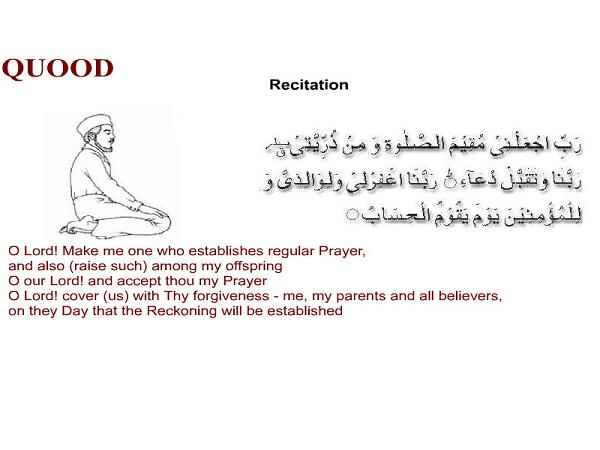 QUOOD
Recitation
رَبِّ اجْعَلْنِىْ مُقِيْمَ الصَّلٰوةِ وَ مِنْ ذُرِّيَّتِىْ ۖق
رَبَّنَا وَتَقَبَّلْ دُعَآءِ ۝ رَبَّنَا اغْفِرْلِىْ وَلِوَالِدَىَّ وَ
لِلْمُؤْمِنِيْنَ يَوْمَ يَقُوْمُ الْحِسَابُ ۝
O Lord! Make me one who establishes regular Prayer,
and also (raise such) among my offspring
O our Lord! and accept thou my Prayer
O Lord! cover (us) with Thy forgiveness - me, my parents and all believers,
on they Day that the Reckoning will be established